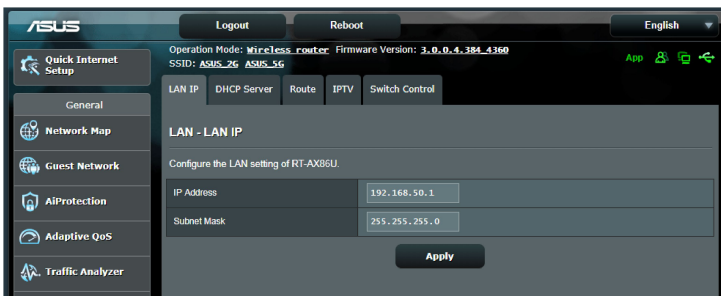 ASUS
Logout
Reboot
English
Quick Internet Setup
Operation Mode: Wireless router Firmware Version: 3.0.0.4.384_4360
SSID: ASUS_2G ASUS_5G
App
LAN IP
DHCP Server
Route
IPTV
Switch Control
General
Network Map
Guest Network
AiProtection
Adaptive QoS
Traffic Analyzer
LAN - LAN IP
Configure the LAN setting of RT-AX86U.
IP Address
192.168.50.1
Subnet Mask
255.255.255.0
Apply